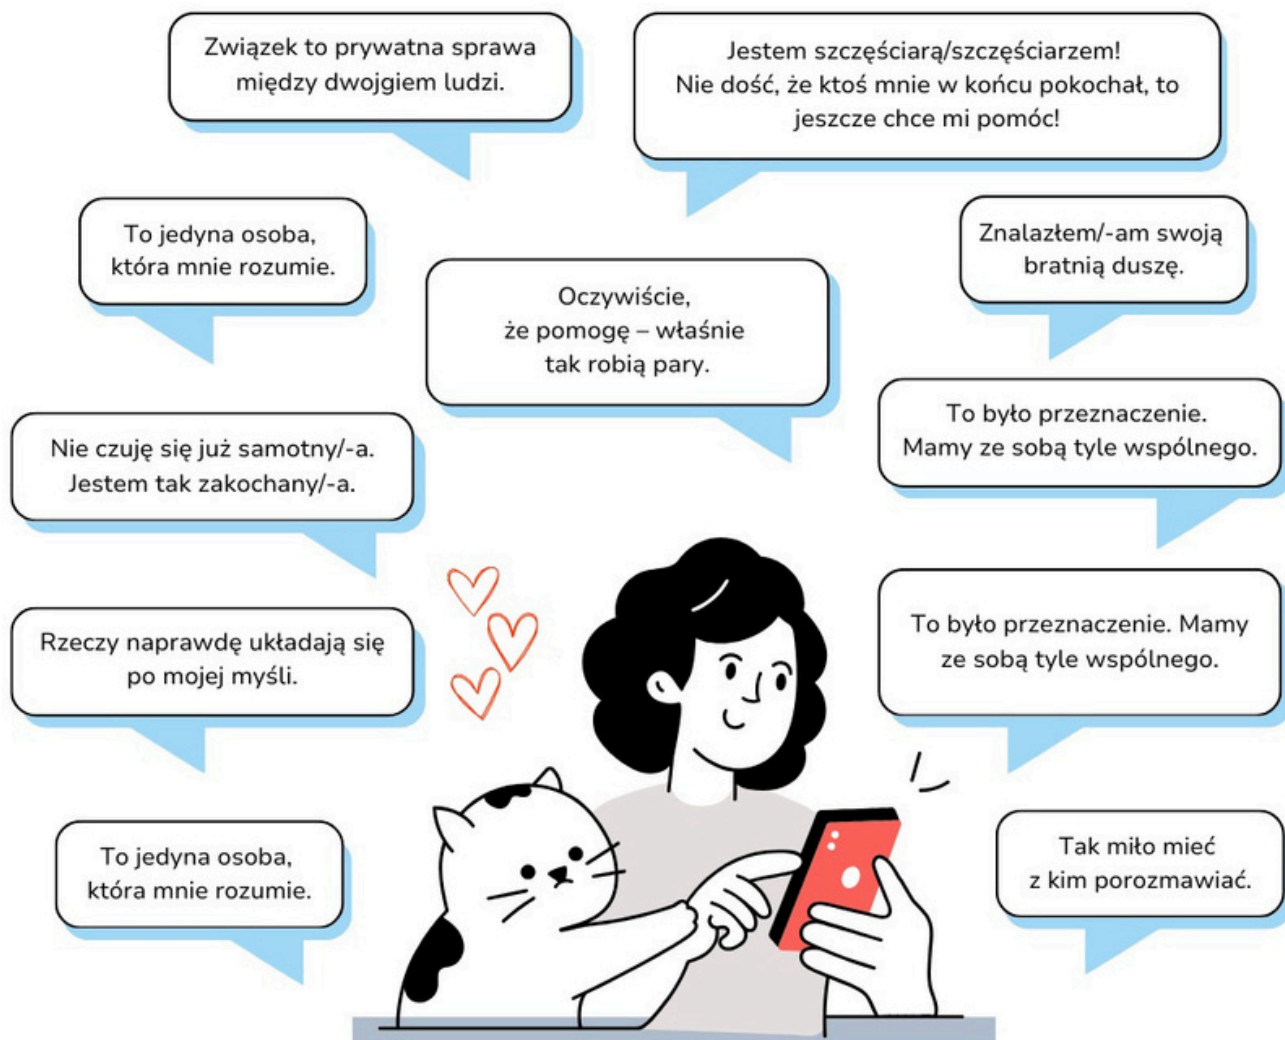 Związek to prywatna sprawa
między dwojgiem ludzi.
Jestem szczęściarą/szczęściarzem!
Nie dość, że ktoś mnie w końcu pokochał, to
jeszcze chce mi pomóc!
To jedyna osoba,
która mnie rozumie.
Oczywiście,
że pomogę – właśnie
tak robią pary.
Znalazłem/-am swoją
bratnią duszę.
Nie czuję się już samotny/-a.
Jestem tak zakochany/-a.
To było przeznaczenie.
Mamy ze sobą tyle wspólnego.
Rzeczy naprawdę układają się
po mojej myśli.
To było przeznaczenie. Mamy
ze sobą tyle wspólnego.
To jedyna osoba,
która mnie rozumie.
Tak miło mieć
z kim porozmawiać.